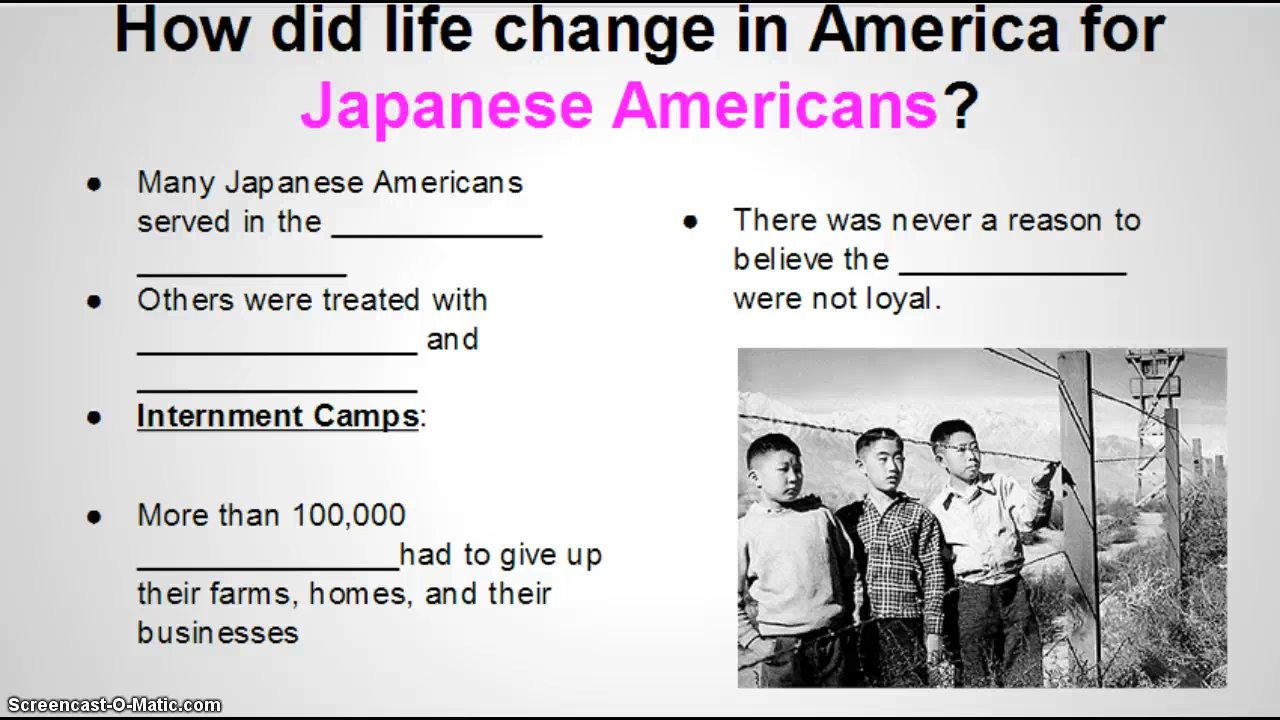 How did life change in America for
Japanese Americans?
● Many Japanese Americans
served in the ____________
____________
● Others were treated with
________________ and
________________
● Internment Camps:
● More than 100,000
_______________had to give up
their farms, homes, and their
businesses
● There was never a reason to
believe the _____________
were not loyal.
Screencast-O-Matic.com